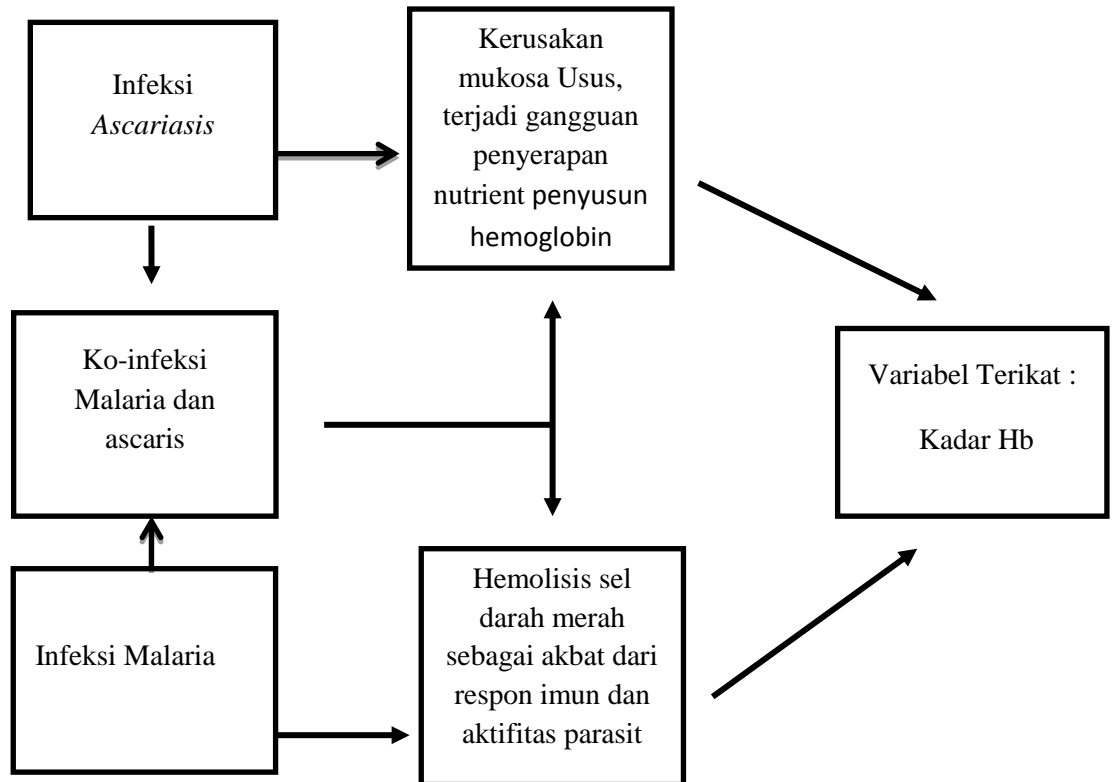 Infeksi
Ascariasis
Kerusakan
mukosa Usus,
terjadi gangguan
penyerapan
nutrient penyusun
hemoglobin
Ko-infeksi
Malaria dan
ascaris
Variabel Terikat :
Kadar Hb
Infeksi Malaria
Hemolisis sel
darah merah
sebagai akbat dari
respon imun dan
aktifitas parasit